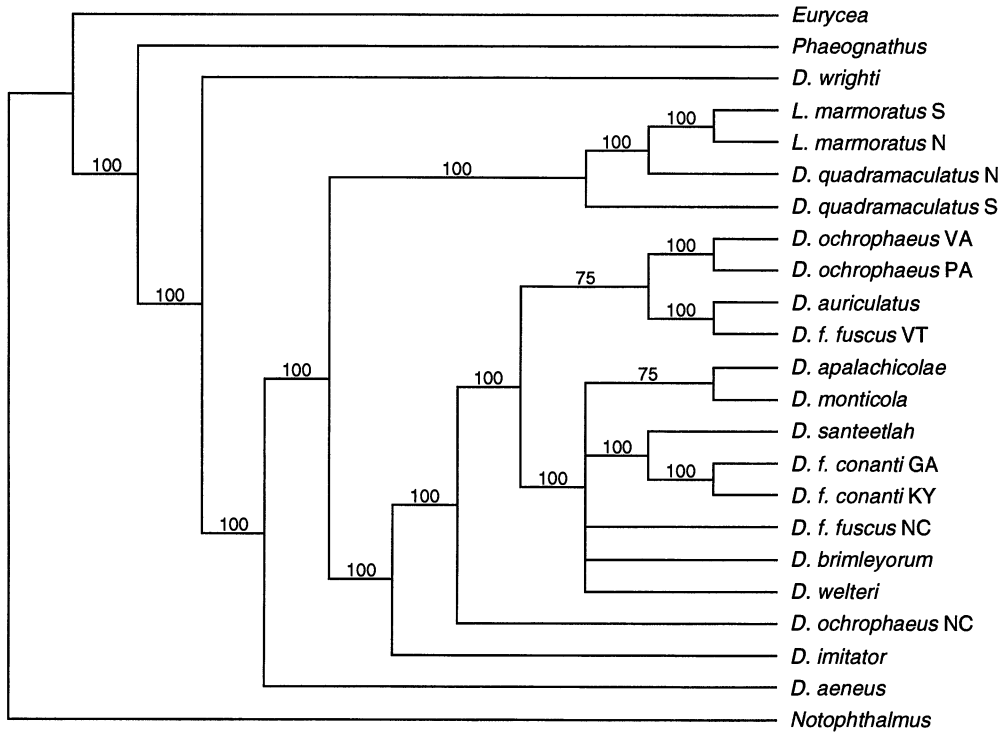 Eurycea
Phaeognathus
D. wrighti
L. marmoratus S
100
L. marmoratus N
100
100
100
D. quadramaculatus N
D. quadramaculatus S
D. ochrophaeus VA
100
D. ochrophaeus PA
75
100
D. auriculatus
100
D. f. fuscus VT
D. apalachicolae
100
100
75
D. monticola
D. santeetlah
100
D. f. conanti GA
100
100
D. f. conanti KY
100
100
D. f. fuscus NC
D. brimleyorum
100
D. welteri
D. ochrophaeus NC
D. imitator
D. aeneus
Notophthalmus